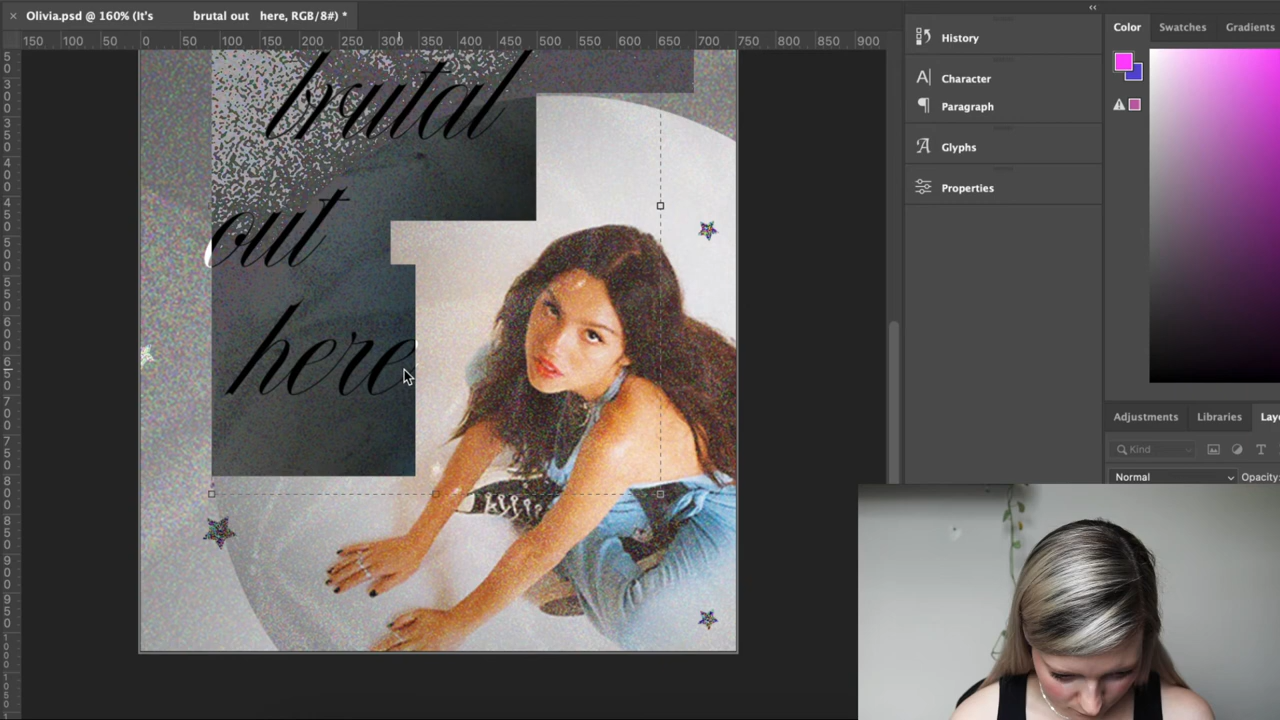 Olivia.psd @ 160% (It's brutal out here, RGB/8#) *
150 100 50 0 50 100 150 200 250 300 350 400 450 500 550 600 650 700 750 800 850 900
brutal
out
here
History
Character
Paragraph
Glyphs
Properties
Color Swatches Gradients
Adjustments Libraries Laye
Kind
Normal Opacity: